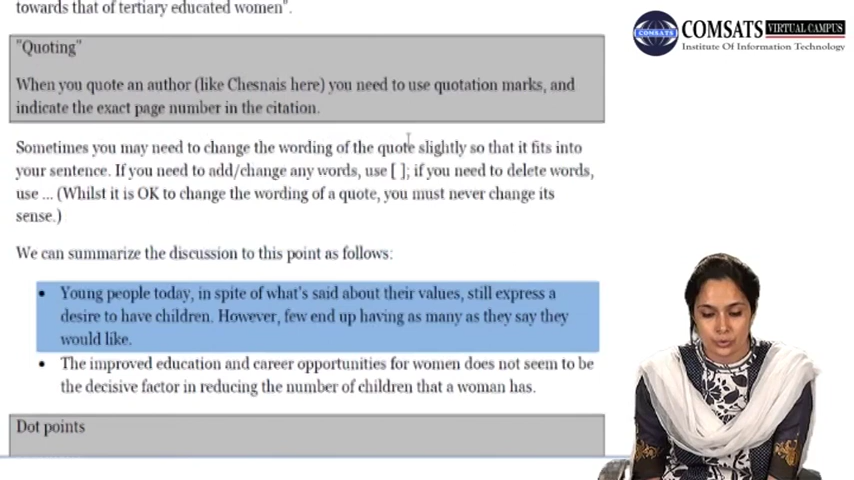 towards that of tertiary educated women".
"Quoting"
When you quote an author (like Chesnais here) you need to use quotation marks, and
indicate the exact page number in the citation.
Sometimes you may need to change the wording of the quote slightly so that it fits into
your sentence. If you need to add/change any words, use [ ]; if you need to delete words,
use ... (Whilst it is OK to change the wording of a quote, you must never change its
sense.)
We can summarize the discussion to this point as follows:
• Young people today, in spite of what's said about their values, still express a
desire to have children. However, few end up having as many as they say they
would like.
• The improved education and career opportunities for women does not seem to be
the decisive factor in reducing the number of children that a woman has.
Dot points
COMSATS
COMSATS VIRTUAL CAMPUS
Institute Of Information Technology